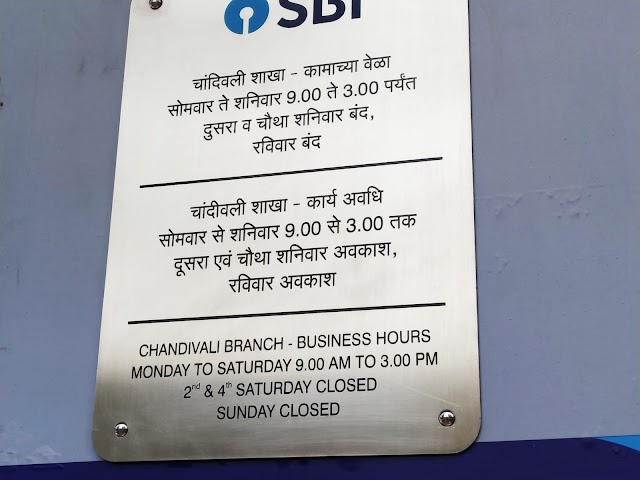 SBI
चांदिवली शाखा - कामाच्या वेळा
सोमवार ते शनिवार 9.00 ते 3.00 पर्यंत
दुसरा व चौथा शनिवार बंद,
रविवार बंद
चांदीवली शाखा - कार्य अवधि
सोमवार से शनिवार 9.00 से 3.00 तक
दूसरा एवं चौथा शनिवार अवकाश,
रविवार अवकाश
CHANDIVALI BRANCH - BUSINESS HOURS
MONDAY TO SATURDAY 9.00 AM TO 3.00 PM
2nd & 4th SATURDAY CLOSED
SUNDAY CLOSED